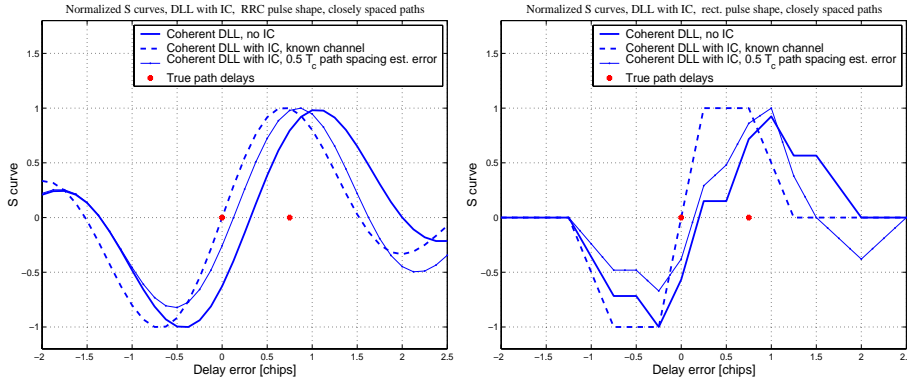 Normalized S curves, DLL with IC, RRC pulse shape, closely spaced paths
Coherent DLL, no IC
Coherent DLL with IC, known channel
Coherent DLL with IC, 0.5 T_c path spacing est. error
True path delays
S curve
1.5
1
0.5
0
−0.5
−1
−2 −1.5 −1 −0.5 0 0.5 1 1.5 2 2.5
Delay error [chips]
Normalized S curves, DLL with IC, rect. pulse shape, closely spaced paths
Coherent DLL, no IC
Coherent DLL with IC, known channel
Coherent DLL with IC, 0.5 T_c path spacing est. error
True path delays
S curve
1.5
1
0.5
0
−0.5
−1
−2 −1.5 −1 −0.5 0 0.5 1 1.5 2 2.5
Delay error [chips]